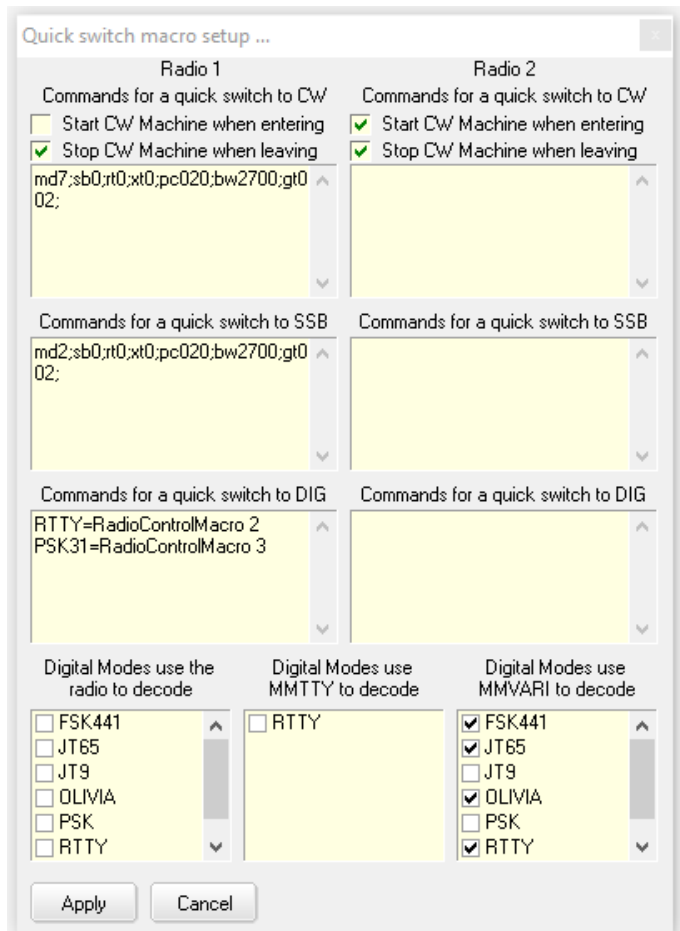 Quick switch macro setup ...
Radio 1
Radio 2
Commands for a quick switch to CW
Commands for a quick switch to CW
Start CW Machine when entering
Start CW Machine when entering
Stop CW Machine when leaving
Stop CW Machine when leaving
md7;sb0;rt0;xt0;pc020;bw2700;gt0
02;
Commands for a quick switch to SSB
Commands for a quick switch to SSB
md2;sb0;rt0;xt0;pc020;bw2700;gt0
02;
Commands for a quick switch to DIG
Commands for a quick switch to DIG
RTTY=RadioControlMacro 2
PSK31=RadioControlMacro 3
Digital Modes use the
radio to decode
Digital Modes use
MMTTY to decode
Digital Modes use
MMVARI to decode
FSK441
JT65
JT9
OLIVIA
PSK
RTTY
RTTY
FSK441
JT65
JT9
OLIVIA
PSK
RTTY
Apply
Cancel